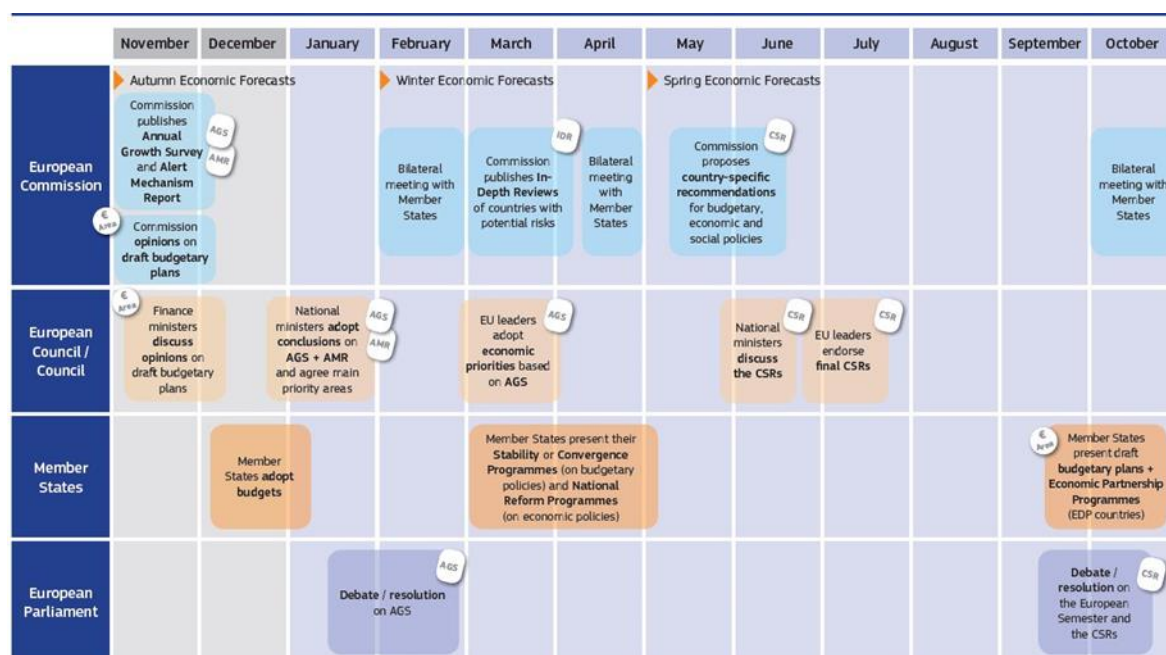 November December January February March April May June July August September October
European
Commission
Autumn Economic Forecasts
Winter Economic Forecasts
Spring Economic Forecasts
Commission
publishes
Annual
Growth Survey
and Alert
Mechanism
Report
AGS
AMR
€
Area
Commission
opinions on
draft budgetary
plans
Bilateral
meeting with
Member
States
Commission
publishes In-
Depth Reviews
of countries with
potential risks
IDR
Bilateral
meeting
with
Member
States
Commission
proposes
country-specific
recommendations
for budgetary,
economic and
social policies
CSR
Bilateral
meeting with
Member
States
European
Council /
Council
€
Area
Finance
ministers
discuss
opinions on
draft budgetary
plans
National
ministers adopt
conclusions on
AGS + AMR
and agree main
priority areas
AGS
AMR
EU leaders
adopt
economic
priorities based
on AGS
AGS
National
ministers
discuss
the CSRs
CSR
EU leaders
endorse
final CSRs
CSR
Member
States
Member
States adopt
budgets
Member States present their
Stability or Convergence
Programmes (on budgetary
policies) and National
Reform Programmes
(on economic policies)
€
Area
Member States
present draft
budgetary plans +
Economic Partnership
Programmes
(EDP countries)
European
Parliament
Debate / resolution
on AGS
AGS
Debate /
resolution on
the European
Semester and
the CSRs
CSR